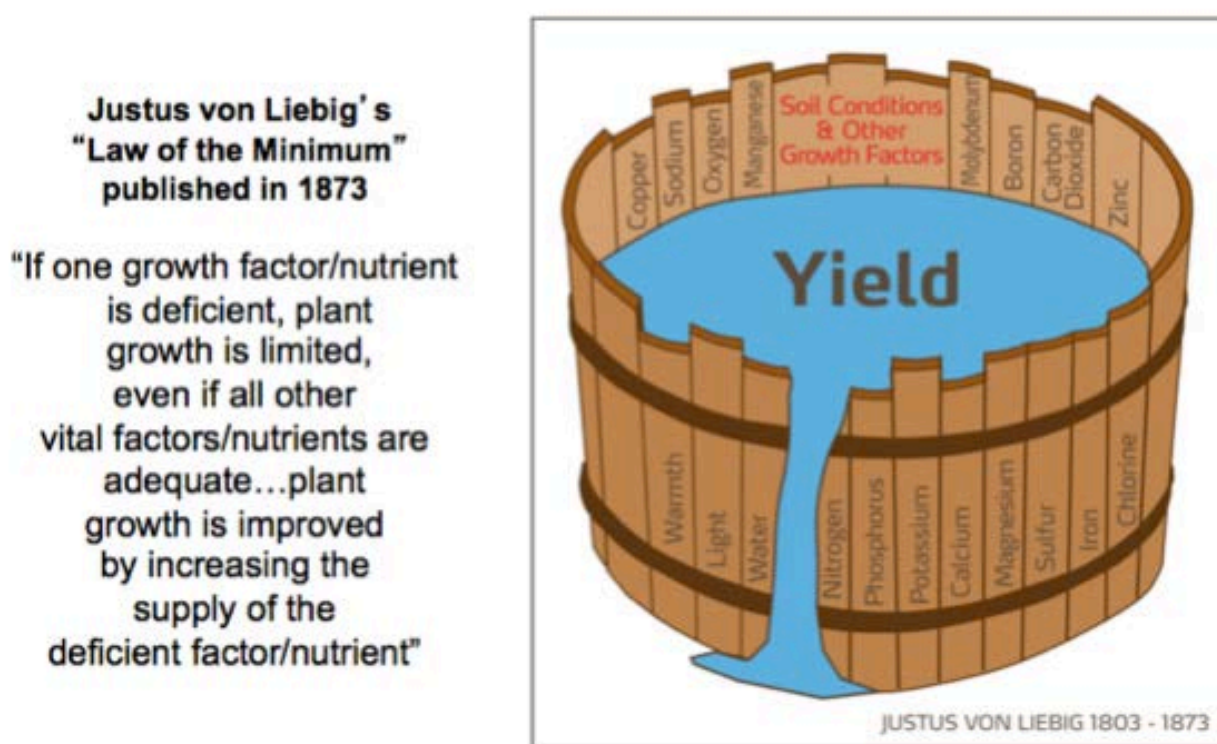 Justus von Liebig's
“Law of the Minimum”
published in 1873
“If one growth factor/nutrient
is deficient, plant
growth is limited,
even if all other
vital factors/nutrients are
adequate…plant
growth is improved
by increasing the
supply of the
deficient factor/nutrient”
Copper
Sodium
Oxygen
Manganese
Soil Conditions
& Other
Growth Factors
Molybdenum
Boron
Carbon
Dioxide
Zinc
Yield
Warmth
Light
Water
Nitrogen
Phosphorus
Potassium
Calcium
Magnesium
Sulfur
Iron
Chlorine
JUSTUS VON LIEBIG 1803 - 1873